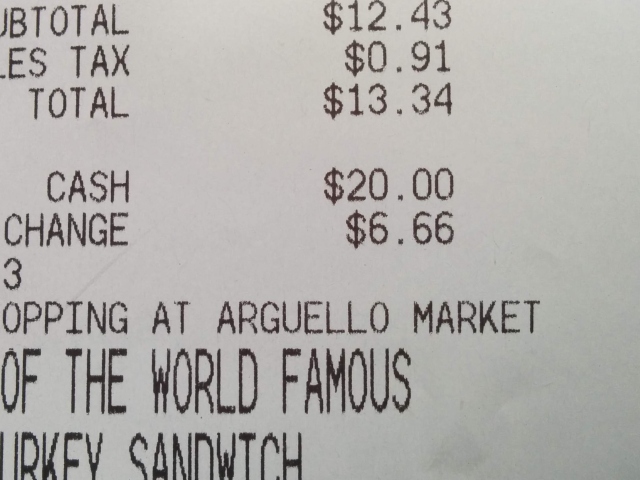 UBTOTAL $12.43
LES TAX $0.91
TOTAL $13.34
CASH $20.00
CHANGE $6.66
3
OPPING AT ARGUELLO MARKET
OF THE WORLD FAMOUS
URKEY SANDWICH